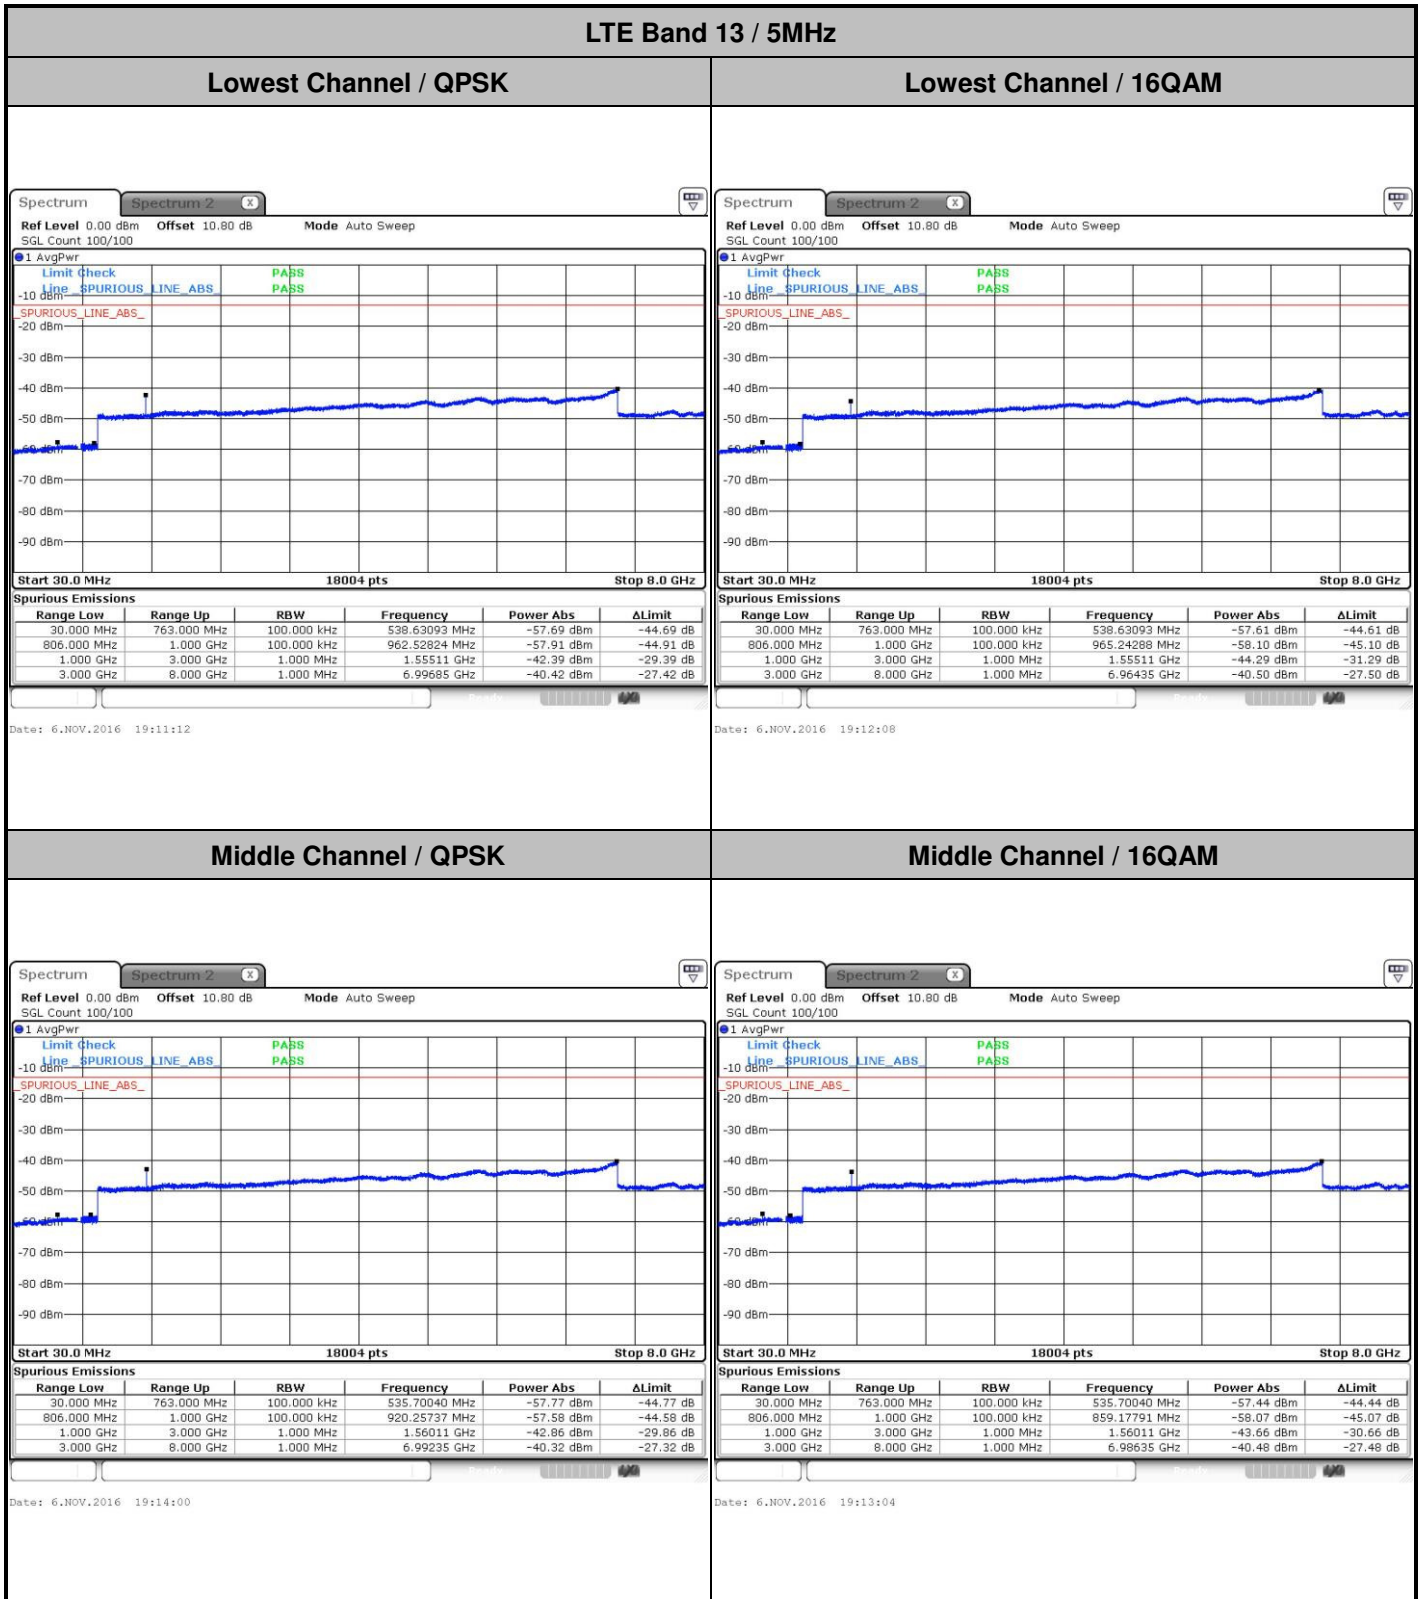 LTE Band 13 / 5MHz
Lowest Channel / QPSK
Lowest Channel / 16QAM
Spectrum
Spectrum 2
Ref Level 0.00 dBm Offset 10.80 dB Mode Auto Sweep
SGL Count 100/100
1 AvgPwr
Limit Check PASS
Line _SPURIOUS_LINE_ABS_ PASS
-10 dBm
_SPURIOUS_LINE_ABS_
-20 dBm
-30 dBm
-40 dBm
-50 dBm
-60 dBm
-70 dBm
-80 dBm
-90 dBm
Start 30.0 MHz 18004 pts Stop 8.0 GHz
Spurious Emissions
Range Low Range Up RBW Frequency Power Abs ΔLimit
30.000 MHz 763.000 MHz 100.000 kHz 538.63093 MHz -57.69 dBm -44.69 dB
806.000 MHz 1.000 GHz 100.000 kHz 962.52824 MHz -57.91 dBm -44.91 dB
1.000 GHz 3.000 GHz 1.000 MHz 1.55511 GHz -42.39 dBm -29.39 dB
3.000 GHz 8.000 GHz 1.000 MHz 6.99685 GHz -40.42 dBm -27.42 dB
Date: 6.NOV.2016 19:11:12
Spectrum
Spectrum 2
Ref Level 0.00 dBm Offset 10.80 dB Mode Auto Sweep
SGL Count 100/100
1 AvgPwr
Limit Check PASS
Line _SPURIOUS_LINE_ABS_ PASS
-10 dBm
_SPURIOUS_LINE_ABS_
-20 dBm
-30 dBm
-40 dBm
-50 dBm
-60 dBm
-70 dBm
-80 dBm
-90 dBm
Start 30.0 MHz 18004 pts Stop 8.0 GHz
Spurious Emissions
Range Low Range Up RBW Frequency Power Abs ΔLimit
30.000 MHz 763.000 MHz 100.000 kHz 538.63093 MHz -57.61 dBm -44.61 dB
806.000 MHz 1.000 GHz 100.000 kHz 965.24288 MHz -58.10 dBm -45.10 dB
1.000 GHz 3.000 GHz 1.000 MHz 1.55511 GHz -44.29 dBm -31.29 dB
3.000 GHz 8.000 GHz 1.000 MHz 6.96435 GHz -40.50 dBm -27.50 dB
Date: 6.NOV.2016 19:12:08
Middle Channel / QPSK
Middle Channel / 16QAM
Spectrum
Spectrum 2
Ref Level 0.00 dBm Offset 10.80 dB Mode Auto Sweep
SGL Count 100/100
1 AvgPwr
Limit Check PASS
Line _SPURIOUS_LINE_ABS_ PASS
-10 dBm
_SPURIOUS_LINE_ABS_
-20 dBm
-30 dBm
-40 dBm
-50 dBm
-60 dBm
-70 dBm
-80 dBm
-90 dBm
Start 30.0 MHz 18004 pts Stop 8.0 GHz
Spurious Emissions
Range Low Range Up RBW Frequency Power Abs ΔLimit
30.000 MHz 763.000 MHz 100.000 kHz 535.70040 MHz -57.77 dBm -44.77 dB
806.000 MHz 1.000 GHz 100.000 kHz 920.25737 MHz -57.58 dBm -44.58 dB
1.000 GHz 3.000 GHz 1.000 MHz 1.56011 GHz -42.86 dBm -29.86 dB
3.000 GHz 8.000 GHz 1.000 MHz 6.99235 GHz -40.32 dBm -27.32 dB
Date: 6.NOV.2016 19:14:00
Spectrum
Spectrum 2
Ref Level 0.00 dBm Offset 10.80 dB Mode Auto Sweep
SGL Count 100/100
1 AvgPwr
Limit Check PASS
Line _SPURIOUS_LINE_ABS_ PASS
-10 dBm
_SPURIOUS_LINE_ABS_
-20 dBm
-30 dBm
-40 dBm
-50 dBm
-60 dBm
-70 dBm
-80 dBm
-90 dBm
Start 30.0 MHz 18004 pts Stop 8.0 GHz
Spurious Emissions
Range Low Range Up RBW Frequency Power Abs ΔLimit
30.000 MHz 763.000 MHz 100.000 kHz 535.70040 MHz -57.44 dBm -44.44 dB
806.000 MHz 1.000 GHz 100.000 kHz 859.17791 MHz -58.07 dBm -45.07 dB
1.000 GHz 3.000 GHz 1.000 MHz 1.56011 GHz -43.66 dBm -30.66 dB
3.000 GHz 8.000 GHz 1.000 MHz 6.98635 GHz -40.48 dBm -27.48 dB
Date: 6.NOV.2016 19:13:04